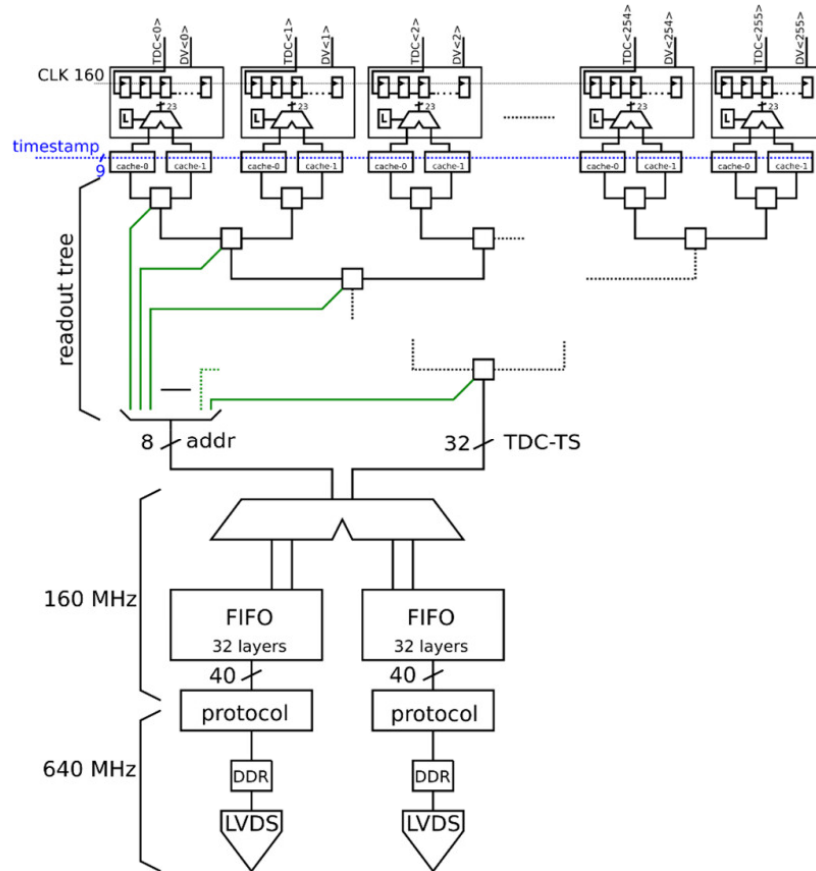 TDC<0>
DV<0>
TDC<1>
DV<1>
TDC<2>
DV<2>
TDC<254>
DV<254>
TDC<255>
DV<255>
CLK 160
23
23
23
23
23
L
L
L
L
L
timestamp
9
cache-0
cache-1
cache-0
cache-1
cache-0
cache-1
cache-0
cache-1
cache-0
cache-1
readout tree
8
addr
32
TDC-TS
160 MHz
FIFO
32 layers
FIFO
32 layers
40
40
protocol
protocol
640 MHz
DDR
DDR
LVDS
LVDS